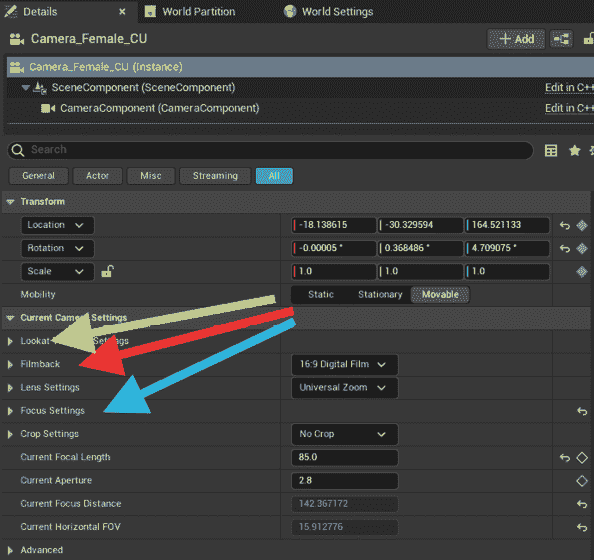 Details World Partition World Settings
Camera_Female_CU Add
Camera_Female_CU (Instance)
SceneComponent (SceneComponent) Edit in C++
CameraComponent (CameraComponent) Edit in C++
Search
General Actor Misc Streaming All
Transform
Location -18.138615 -30.329594 164.521133
Rotation -0.00005 ° 0.368486 ° 4.709075 °
Scale 1.0 1.0 1.0
Mobility Static Stationary Movable
Current Camera Settings
Lookat
Filmback 16:9 Digital Film
Lens Settings Universal Zoom
Focus Settings
Crop Settings No Crop
Current Focal Length 85.0
Current Aperture 2.8
Current Focus Distance 142.367172
Current Horizontal FOV 15.912776
Advanced